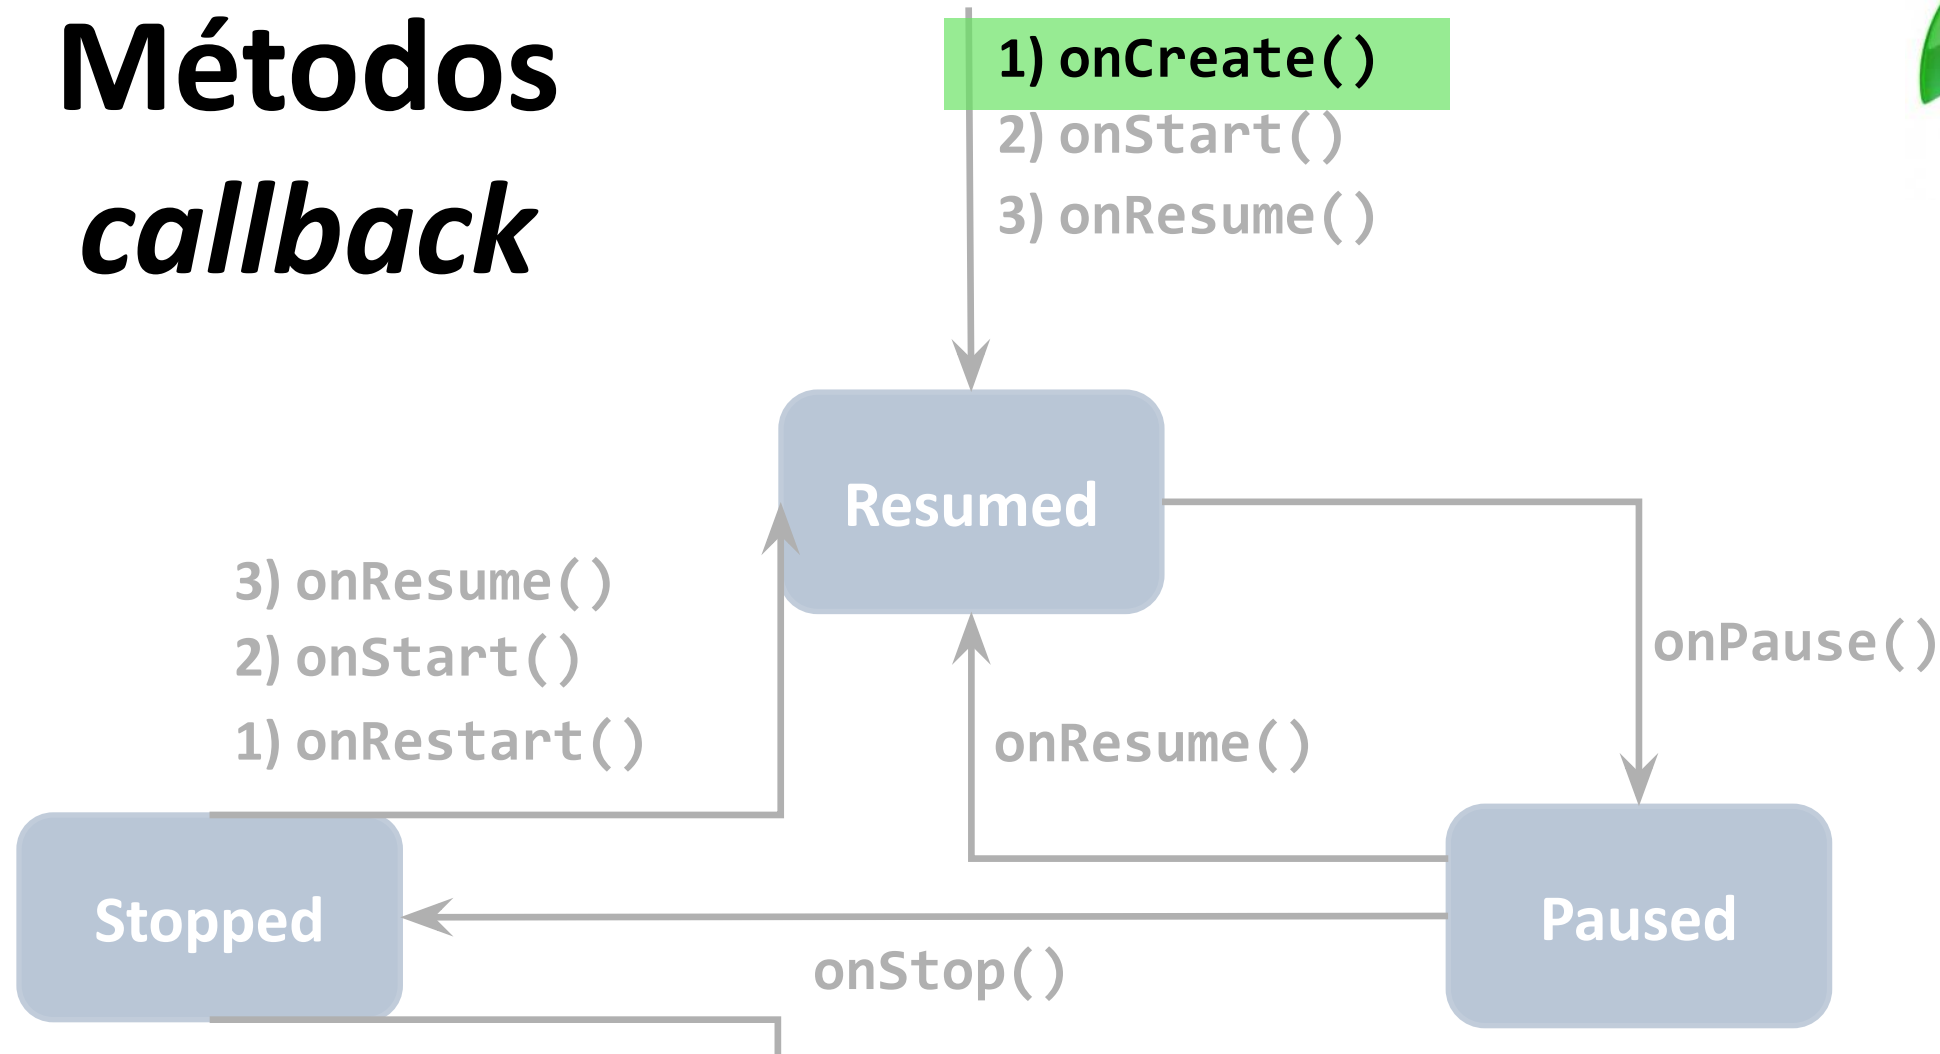 Métodos
callback
1) onCreate()
2) onStart()
3) onResume()
Resumed
3) onResume()
2) onStart()
1) onRestart()
onPause()
onResume()
Stopped
Paused
onStop()